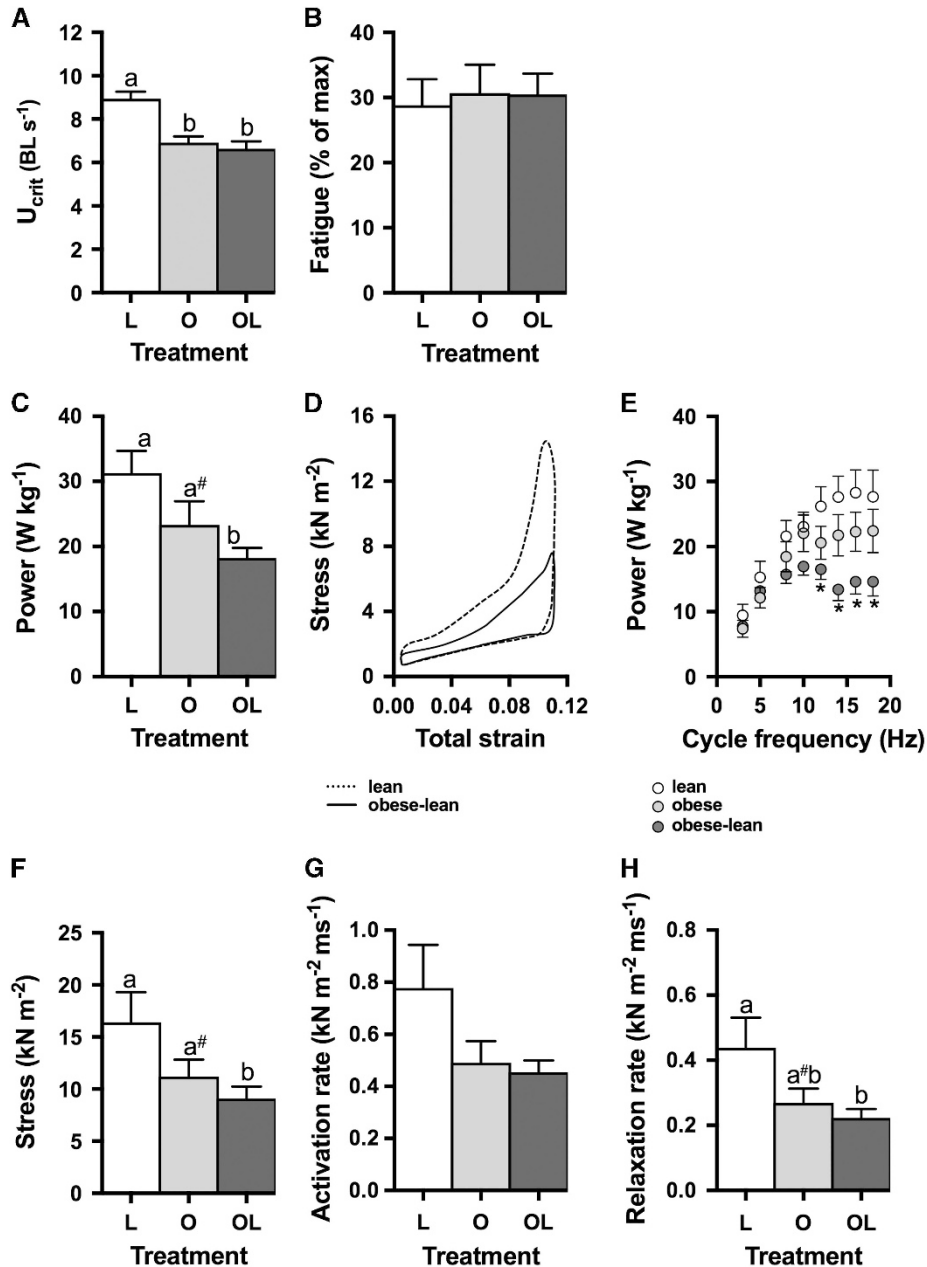 A
12
10
8
6
4
2
0
a
b
b
L
O
OL
Ucrit (BL s-1)
Treatment
B
40
30
20
10
0
L
O
OL
Fatigue (% of max)
Treatment
C
40
30
20
10
0
a
a#
b
L
O
OL
Power (W kg-1)
Treatment
D
16
12
8
4
0
0.00
0.04
0.08
0.12
Stress (kN m-2)
Total strain
lean
obese-lean
E
40
30
20
10
0
*
*
*
*
0
5
10
15
20
Power (W kg-1)
Cycle frequency (Hz)
lean
obese
obese-lean
F
25
20
15
10
5
0
a
a#
b
L
O
OL
Stress (kN m-2)
Treatment
G
1.0
0.8
0.6
0.4
0.2
0.0
L
O
OL
Activation rate (kN m-2 ms-1)
Treatment
H
0.8
0.6
0.4
0.2
0.0
a
a#b
b
L
O
OL
Relaxation rate (kN m-2 ms-1)
Treatment